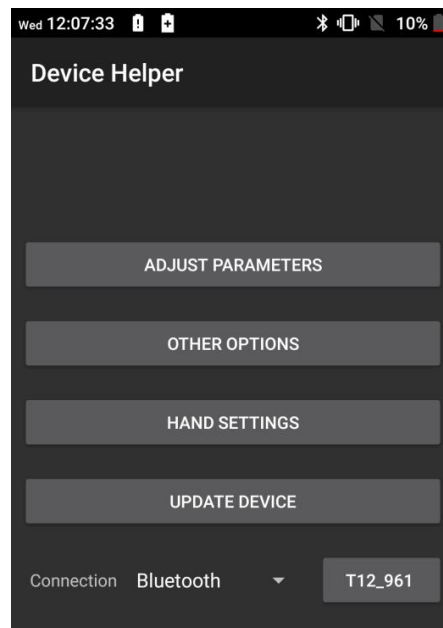 Wed 12:07:33 10%
Device Helper
ADJUST PARAMETERS
OTHER OPTIONS
HAND SETTINGS
UPDATE DEVICE
Connection Bluetooth T12_961